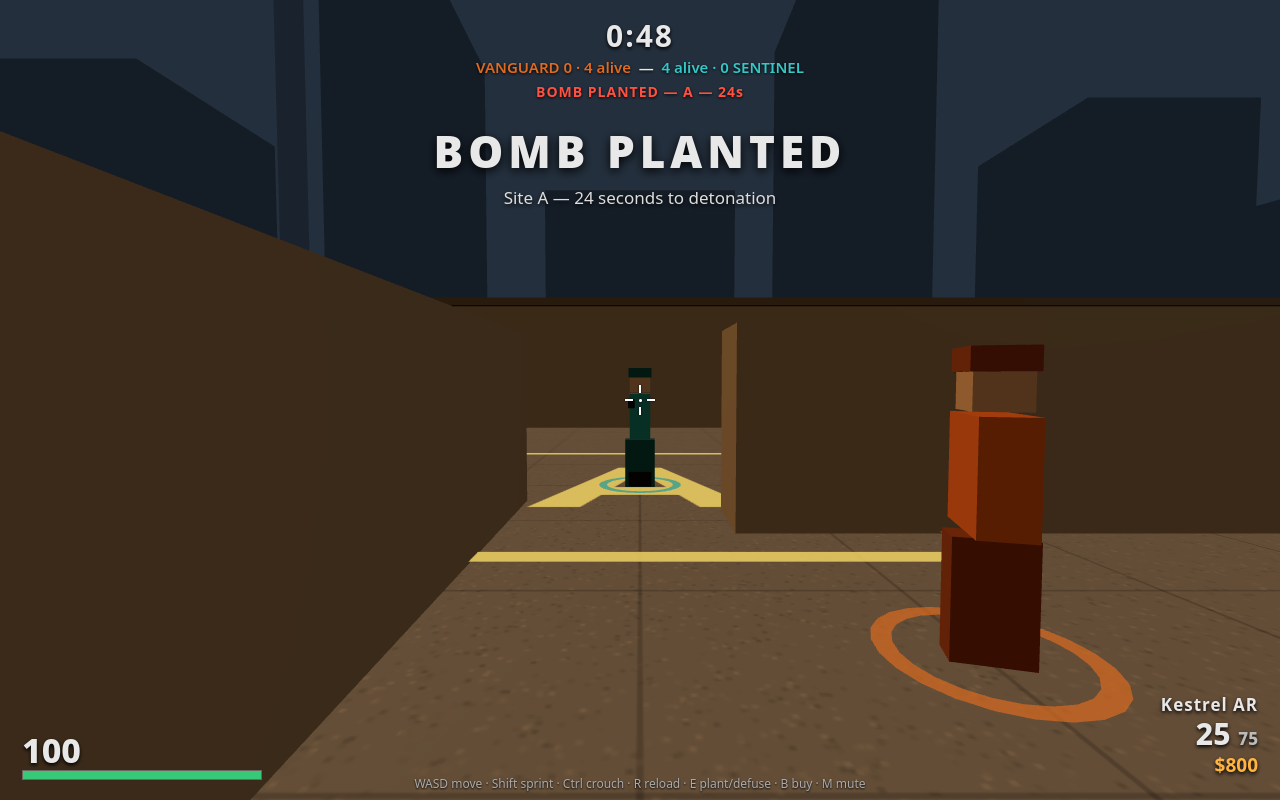 0:48
VANGUARD 0 · 4 alive — 4 alive · 0 SENTINEL
BOMB PLANTED — A — 24s
BOMB PLANTED
Site A — 24 seconds to detonation
100
Kestrel AR
25 75
$800
WASD move · Shift sprint · Ctrl crouch · R reload · E plant/defuse · B buy · M mute